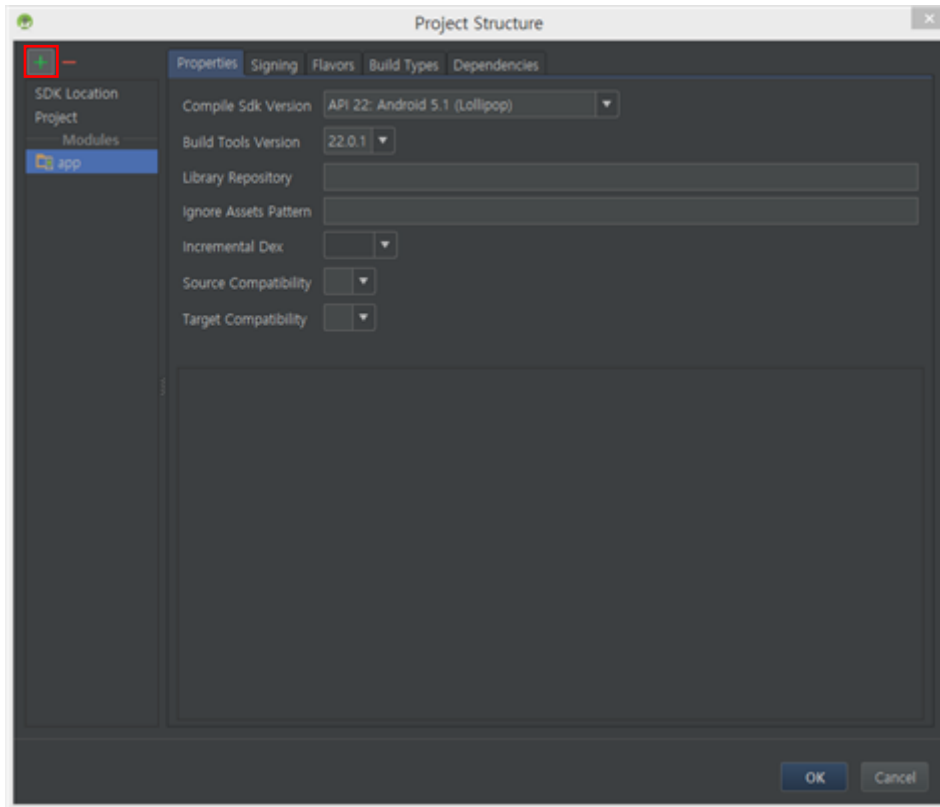 Project Structure
Properties Signing Flavors Build Types Dependencies
SDK Location
Project
Modules
app
Compile Sdk Version API 22: Android 5.1 (Lollipop)
Build Tools Version 22.0.1
Library Repository
Ignore Assets Pattern
Incremental Dex
Source Compatibility
Target Compatibility
OK Cancel